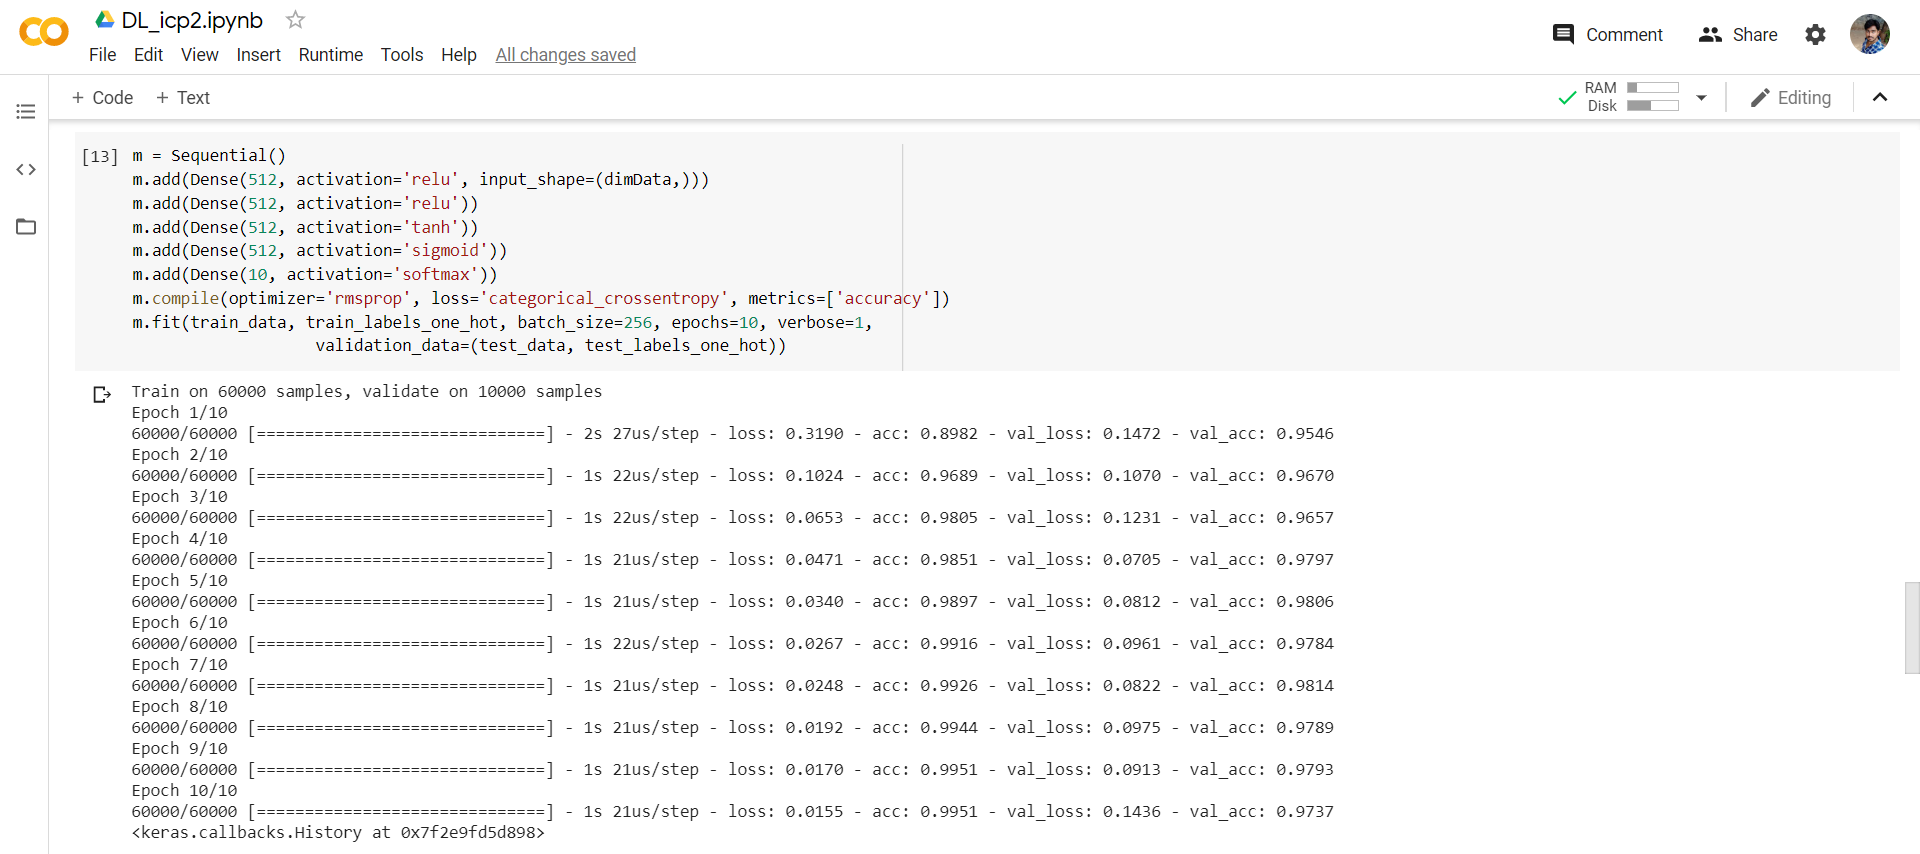 DL_icp2.ipynb
File Edit View Insert Runtime Tools Help All changes saved
Comment Share
+ Code + Text
RAM
Disk
Editing
[13] m = Sequential()
m.add(Dense(512, activation='relu', input_shape=(dimData,)))
m.add(Dense(512, activation='relu'))
m.add(Dense(512, activation='tanh'))
m.add(Dense(512, activation='sigmoid'))
m.add(Dense(10, activation='softmax'))
m.compile(optimizer='rmsprop', loss='categorical_crossentropy', metrics=['accuracy'])
m.fit(train_data, train_labels_one_hot, batch_size=256, epochs=10, verbose=1,
validation_data=(test_data, test_labels_one_hot))
Train on 60000 samples, validate on 10000 samples
Epoch 1/10
60000/60000 [==============================] - 2s 27us/step - loss: 0.3190 - acc: 0.8982 - val_loss: 0.1472 - val_acc: 0.9546
Epoch 2/10
60000/60000 [==============================] - 1s 22us/step - loss: 0.1024 - acc: 0.9689 - val_loss: 0.1070 - val_acc: 0.9670
Epoch 3/10
60000/60000 [==============================] - 1s 22us/step - loss: 0.0653 - acc: 0.9805 - val_loss: 0.1231 - val_acc: 0.9657
Epoch 4/10
60000/60000 [==============================] - 1s 21us/step - loss: 0.0471 - acc: 0.9851 - val_loss: 0.0705 - val_acc: 0.9797
Epoch 5/10
60000/60000 [==============================] - 1s 21us/step - loss: 0.0340 - acc: 0.9897 - val_loss: 0.0812 - val_acc: 0.9806
Epoch 6/10
60000/60000 [==============================] - 1s 22us/step - loss: 0.0267 - acc: 0.9916 - val_loss: 0.0961 - val_acc: 0.9784
Epoch 7/10
60000/60000 [==============================] - 1s 21us/step - loss: 0.0248 - acc: 0.9926 - val_loss: 0.0822 - val_acc: 0.9814
Epoch 8/10
60000/60000 [==============================] - 1s 21us/step - loss: 0.0192 - acc: 0.9944 - val_loss: 0.0975 - val_acc: 0.9789
Epoch 9/10
60000/60000 [==============================] - 1s 21us/step - loss: 0.0170 - acc: 0.9951 - val_loss: 0.0913 - val_acc: 0.9793
Epoch 10/10
60000/60000 [==============================] - 1s 21us/step - loss: 0.0155 - acc: 0.9951 - val_loss: 0.1436 - val_acc: 0.9737
<keras.callbacks.History at 0x7f2e9fd5d898>